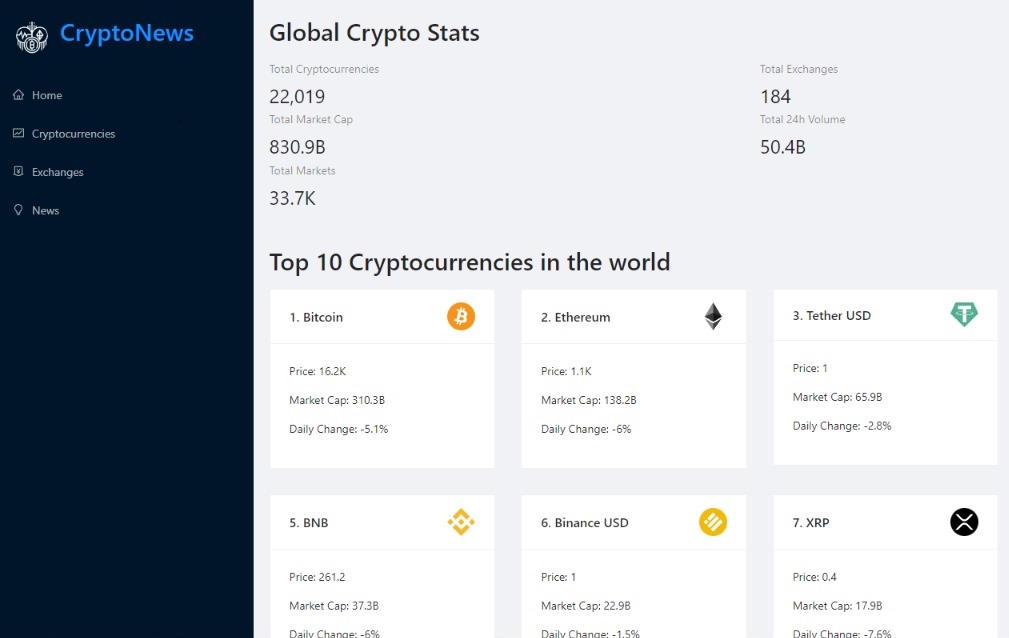 CryptoNews
Home
Cryptocurrencies
Exchanges
News
Global Crypto Stats
Total Cryptocurrencies
22,019
Total Exchanges
184
Total Market Cap
830.9B
Total 24h Volume
50.4B
Total Markets
33.7K
Top 10 Cryptocurrencies in the world
1. Bitcoin
Price: 16.2K
Market Cap: 310.3B
Daily Change: -5.1%
2. Ethereum
Price: 1.1K
Market Cap: 138.2B
Daily Change: -6%
3. Tether USD
Price: 1
Market Cap: 65.9B
Daily Change: -2.8%
5. BNB
Price: 261.2
Market Cap: 37.3B
Daily Change: -6%
6. Binance USD
Price: 1
Market Cap: 22.9B
Daily Change: -1.5%
7. XRP
Price: 0.4
Market Cap: 17.9B
Daily Change: -7.6%